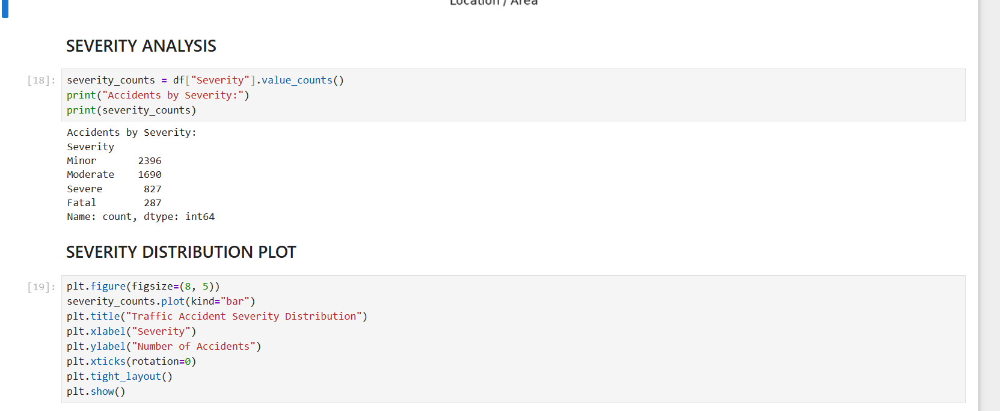 Location / Area
SEVERITY ANALYSIS
[18]: severity_counts = df["Severity"].value_counts()
print("Accidents by Severity:")
print(severity_counts)
Accidents by Severity:
Severity
Minor       2396
Moderate    1690
Severe       827
Fatal        287
Name: count, dtype: int64
SEVERITY DISTRIBUTION PLOT
[19]: plt.figure(figsize=(8, 5))
severity_counts.plot(kind="bar")
plt.title("Traffic Accident Severity Distribution")
plt.xlabel("Severity")
plt.ylabel("Number of Accidents")
plt.xticks(rotation=0)
plt.tight_layout()
plt.show()